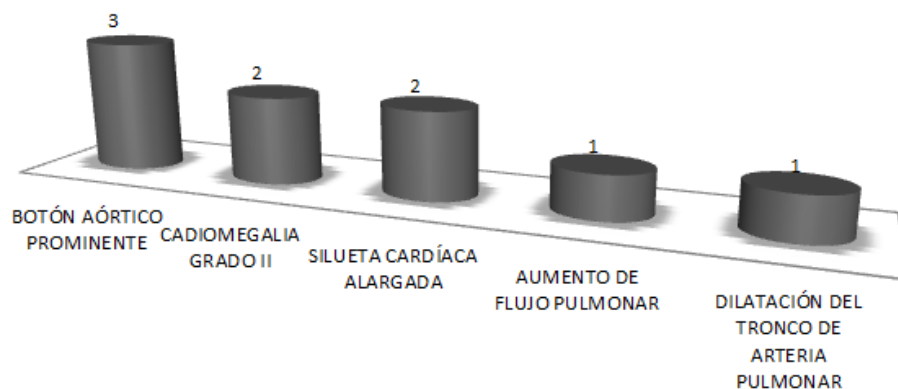 3
2
2
1
1
BOTÓN AÓRTICO
PROMINENTE
CADIOMEGALIA
GRADO II
SILUETA CARDÍACA
ALARGADA
AUMENTO DE
FLUJO PULMONAR
DILATACIÓN DEL
TRONCO DE
ARTERIA
PULMONAR